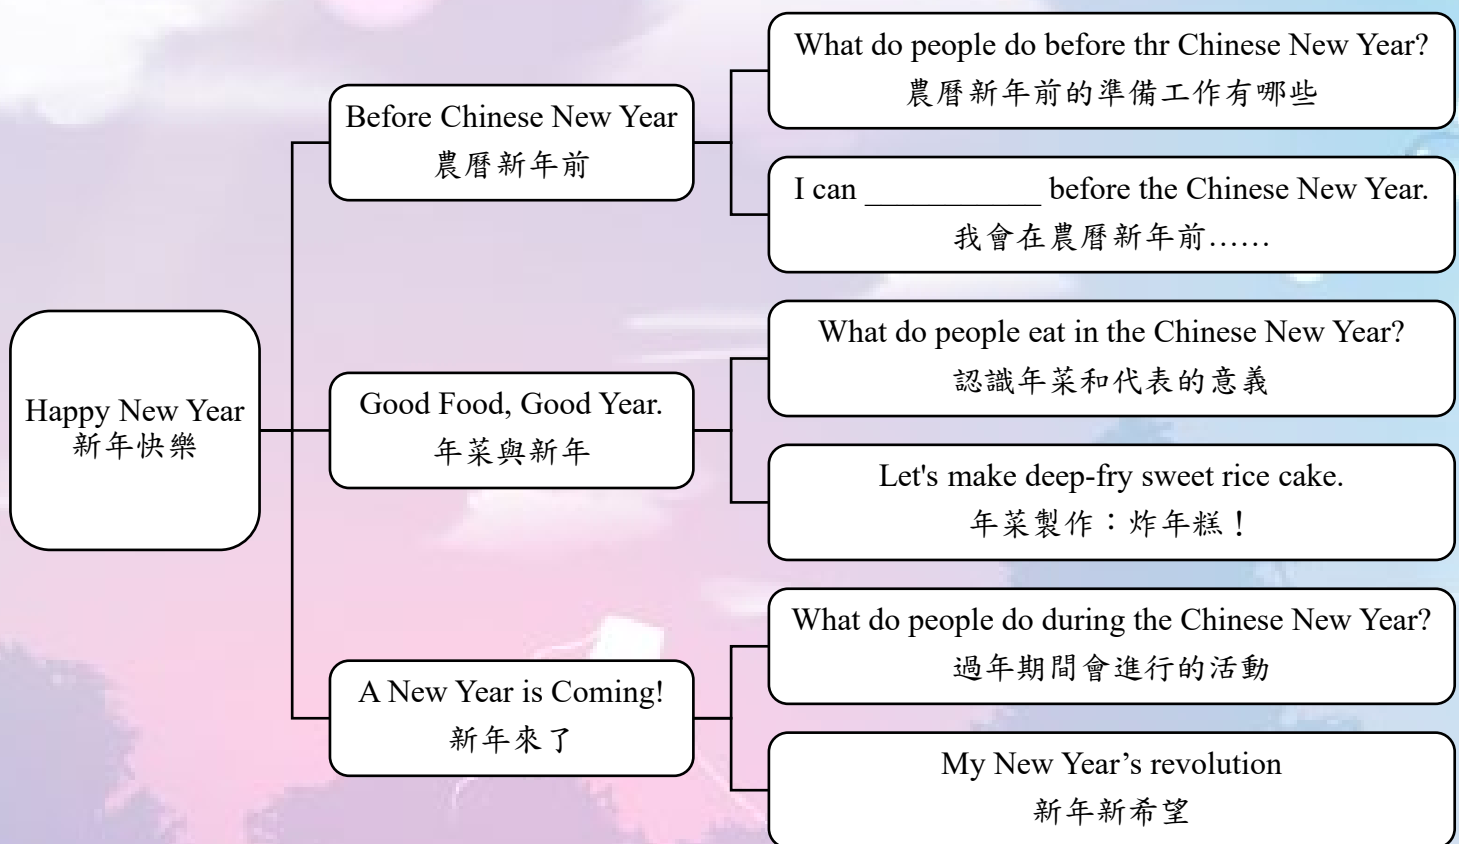 Happy New Year
新年快樂
Before Chinese New Year
農曆新年前
What do people do before thr Chinese New Year?
農曆新年前的準備工作有哪些
I can ___________ before the Chinese New Year.
我會在農曆新年前……
Good Food, Good Year.
年菜與新年
What do people eat in the Chinese New Year?
認識年菜和代表的意義
Let's make deep-fry sweet rice cake.
年菜製作：炸年糕！
A New Year is Coming!
新年來了
What do people do during the Chinese New Year?
過年期間會進行的活動
My New Year’s revolution
新年新希望